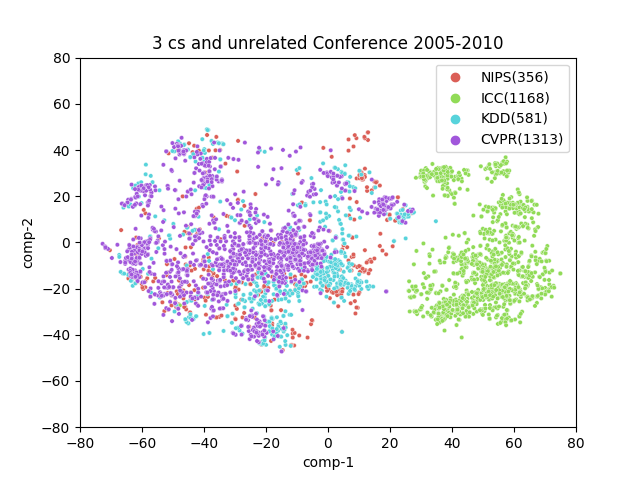 3 cs and unrelated Conference 2005-2010
NIPS(356)
ICC(1168)
KDD(581)
CVPR(1313)
80
60
40
20
0
−20
−40
−60
−80
comp-2
−80 −60 −40 −20 0 20 40 60 80
comp-1